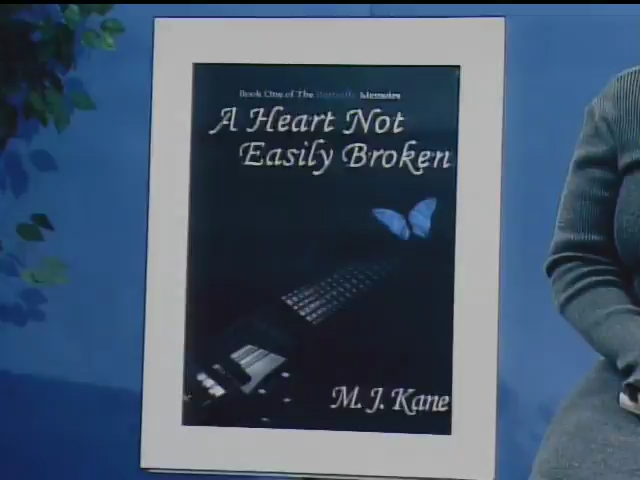 Book One of The Butterfly Memoirs
A Heart Not
Easily Broken
M. J. Kane